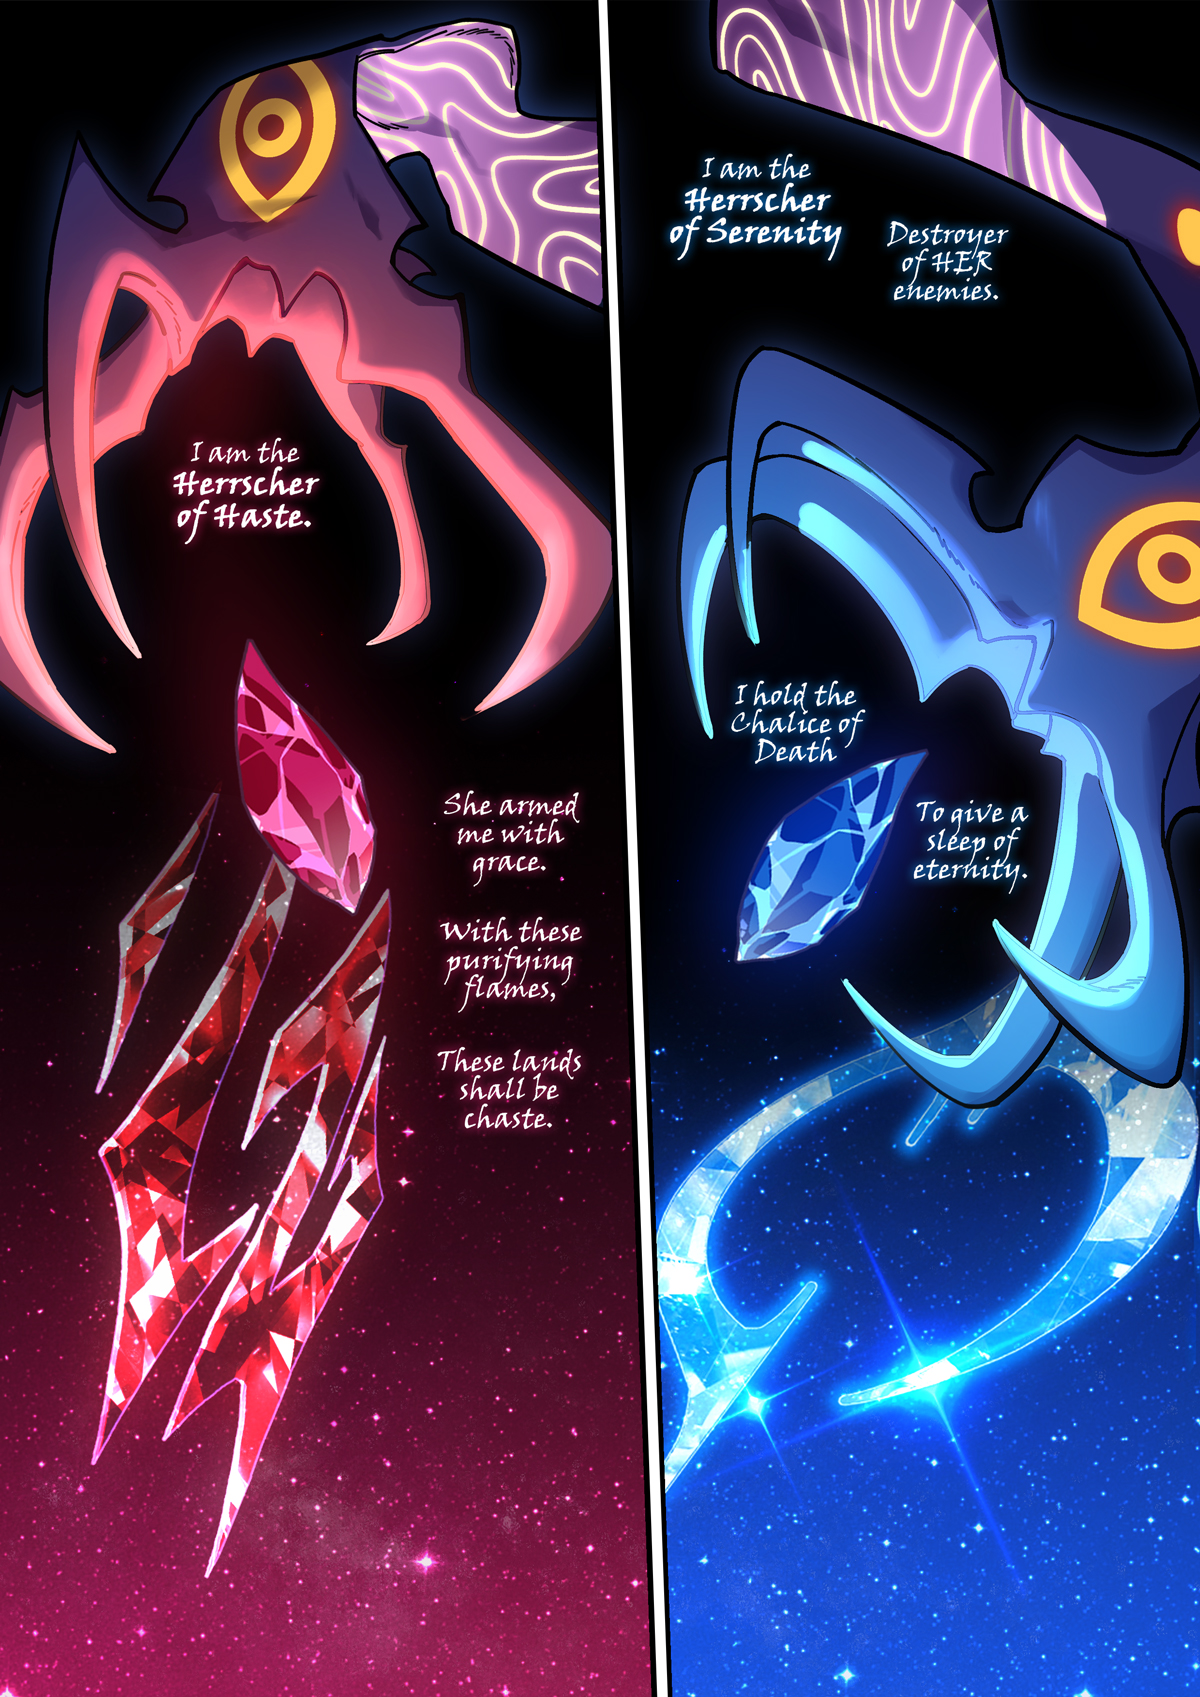 I am the
Herrscher
of Haste.
She armed
me with
grace.
With these
purifying
flames,
These lands
shall be
chaste.
I am the
Herrscher
of Serenity
Destroyer
of HER
enemies.
I hold the
Chalice of
Death
To give a
sleep of
eternity.